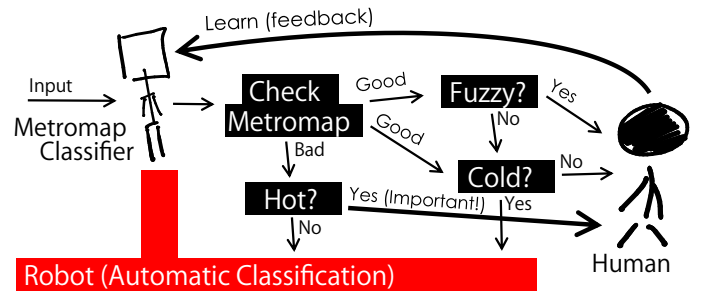 Learn (feedback)
Input
Metromap
Classifier
Check
Metromap
Good
Good
Bad
Fuzzy?
Yes
No
Cold?
No
Yes
Hot?
Yes (Important!)
No
Human
Robot (Automatic Classification)